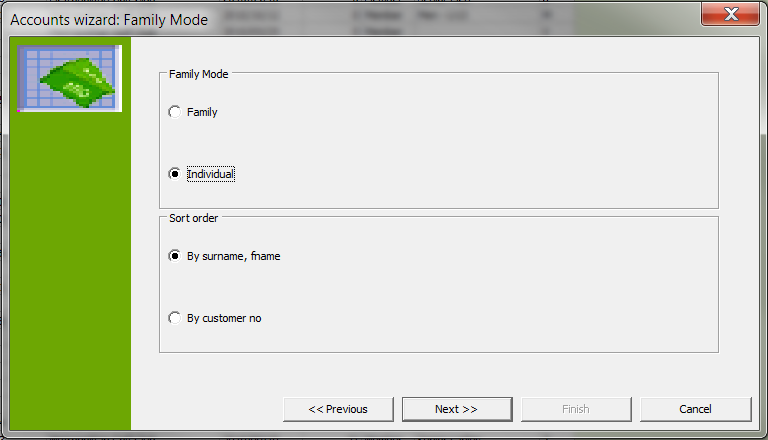 Accounts wizard: Family Mode
Family Mode
Family
Individual
Sort order
By surname, fname
By customer no
<< Previous
Next >>
Finish
Cancel